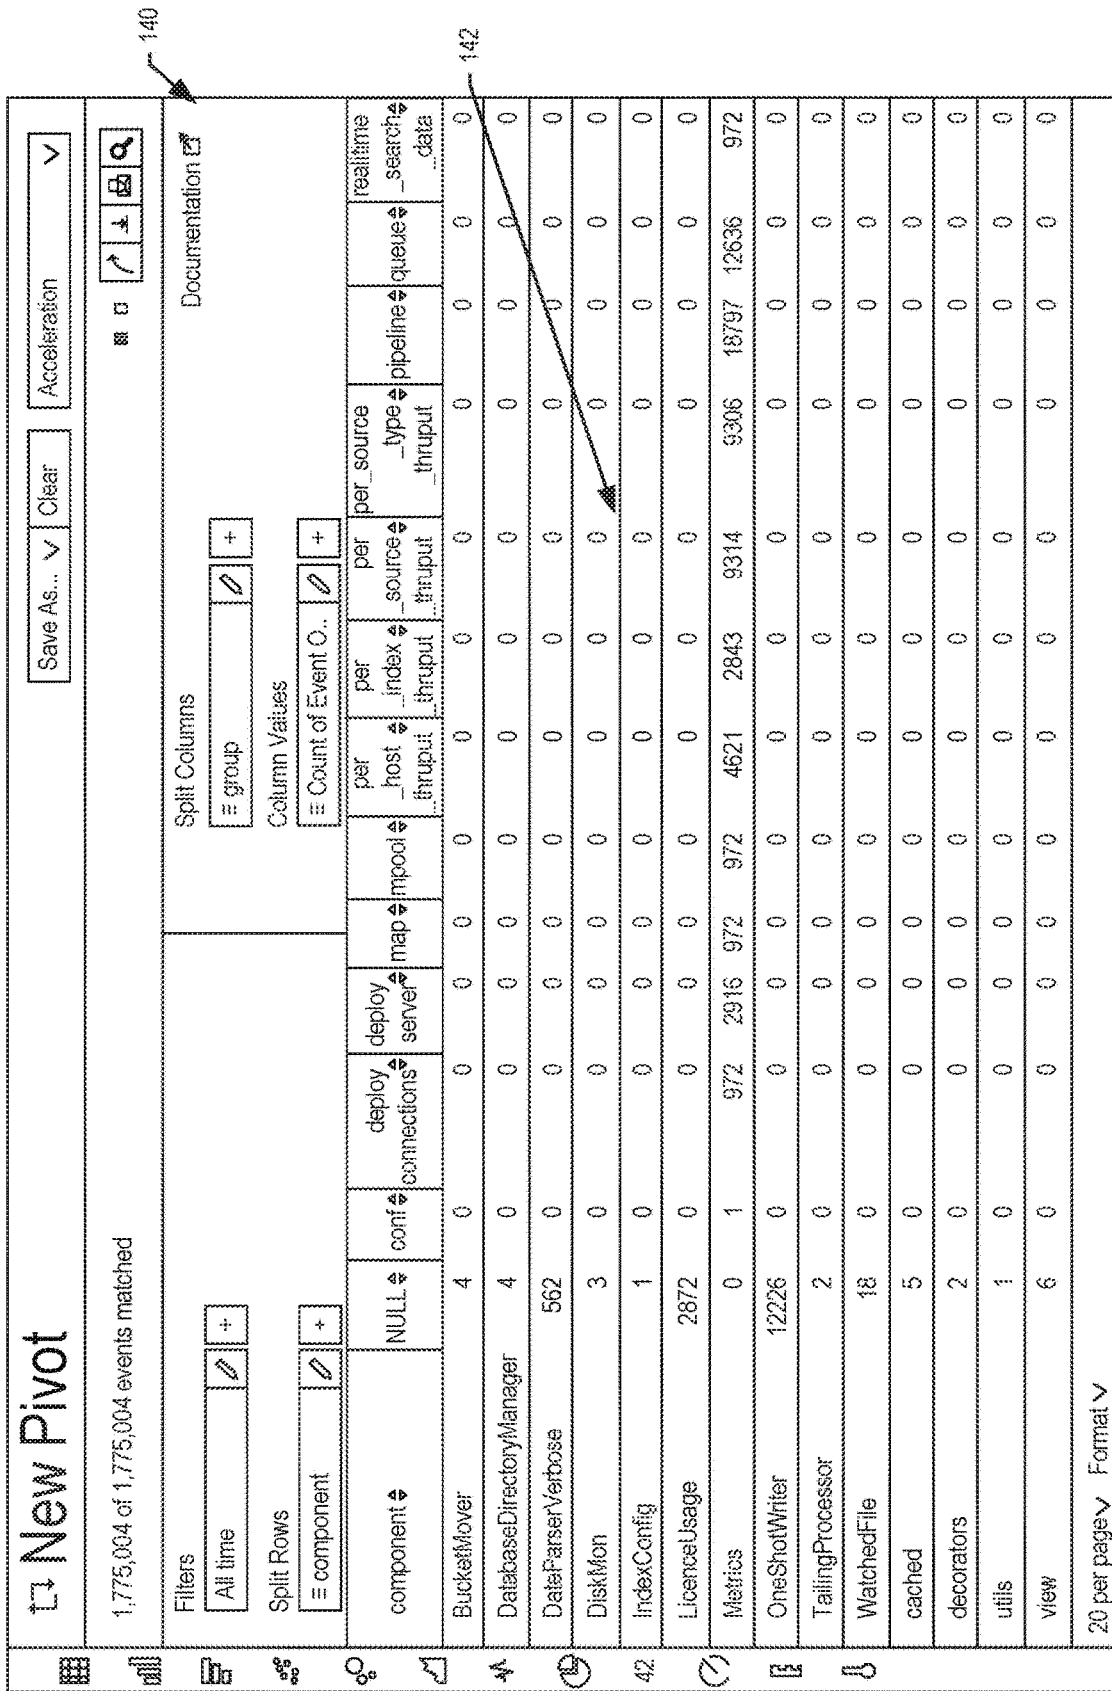 New Pivot
Save As... Clear Acceleration
1,775,004 of 1,775,004 events matched
Filters Split Columns Documentation
All time + group +
Split Rows Column Values
component + Count of Event O.. +
component NULL conf deploy connections deploy server map mpool per _host _thruput per _index _thruput per _source _thruput per_source _type _thruput pipeline queue realtime _search _data
BucketMover 4 0 0 0 0 0 0 0 0 0 0 0 0
DatabaseDirectoryManager 4 0 0 0 0 0 0 0 0 0 0 0 0
DateParserVerbose 562 0 0 0 0 0 0 0 0 0 0 0 0
DiskMon 3 0 0 0 0 0 0 0 0 0 0 0 0
42 IndexConfig 1 0 0 0 0 0 0 0 0 0 0 0 0
LicenceUsage 2872 0 0 0 0 0 0 0 0 0 0 0 0
Metrics 0 1 972 2916 972 972 4621 2843 9314 9306 18797 12636 972
OneShotWriter 12226 0 0 0 0 0 0 0 0 0 0 0 0
TailingProcessor 2 0 0 0 0 0 0 0 0 0 0 0 0
WatchedFile 18 0 0 0 0 0 0 0 0 0 0 0 0
cached 5 0 0 0 0 0 0 0 0 0 0 0 0
decorators 2 0 0 0 0 0 0 0 0 0 0 0 0
utils 1 0 0 0 0 0 0 0 0 0 0 0 0
view 6 0 0 0 0 0 0 0 0 0 0 0 0
20 per page Format
140
142